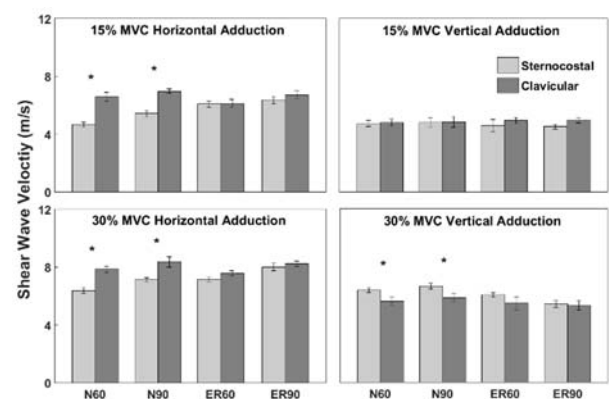 15% MVC Horizontal Adduction
15% MVC Vertical Adduction
Sternocostal
Clavicular
12
8
4
0
*
*
Shear Wave Veloctiy (m/s)
30% MVC Horizontal Adduction
30% MVC Vertical Adduction
12
8
4
0
*
*
*
*
N60 N90 ER60 ER90
N60 N90 ER60 ER90